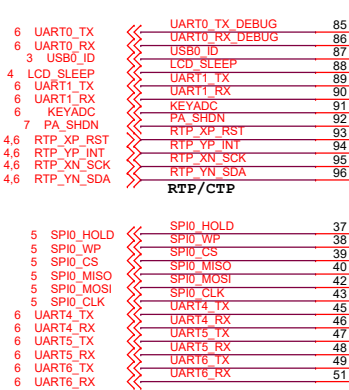 6 UART0_TX UART0_TX_DEBUG 85
6 UART0_RX UART0_RX_DEBUG 86
3 USB0_ID USB0_ID 87
4 LCD_SLEEP LCD_SLEEP 88
6 UART1_TX UART1_TX 89
6 UART1_RX UART1_RX 90
6 KEYADC KEYADC 91
7 PA_SHDN PA_SHDN 92
4,6 RTP_XP_RST RTP_XP_RST 93
4,6 RTP_YP_INT RTP_YP_INT 94
4,6 RTP_XN_SCK RTP_XN_SCK 95
4,6 RTP_YN_SDA RTP_YN_SDA 96
RTP/CTP
5 SPI0_HOLD SPI0_HOLD 37
5 SPI0_WP SPI0_WP 38
5 SPI0_CS SPI0_CS 39
5 SPI0_MISO SPI0_MISO 40
5 SPI0_MOSI SPI0_MOSI 42
5 SPI0_CLK SPI0_CLK 43
6 UART4_TX UART4_TX 45
6 UART4_RX UART4_RX 46
6 UART5_TX UART5_TX 47
6 UART5_RX UART5_RX 48
6 UART6_TX UART6_TX 49
6 UART6_RX UART6_RX 51